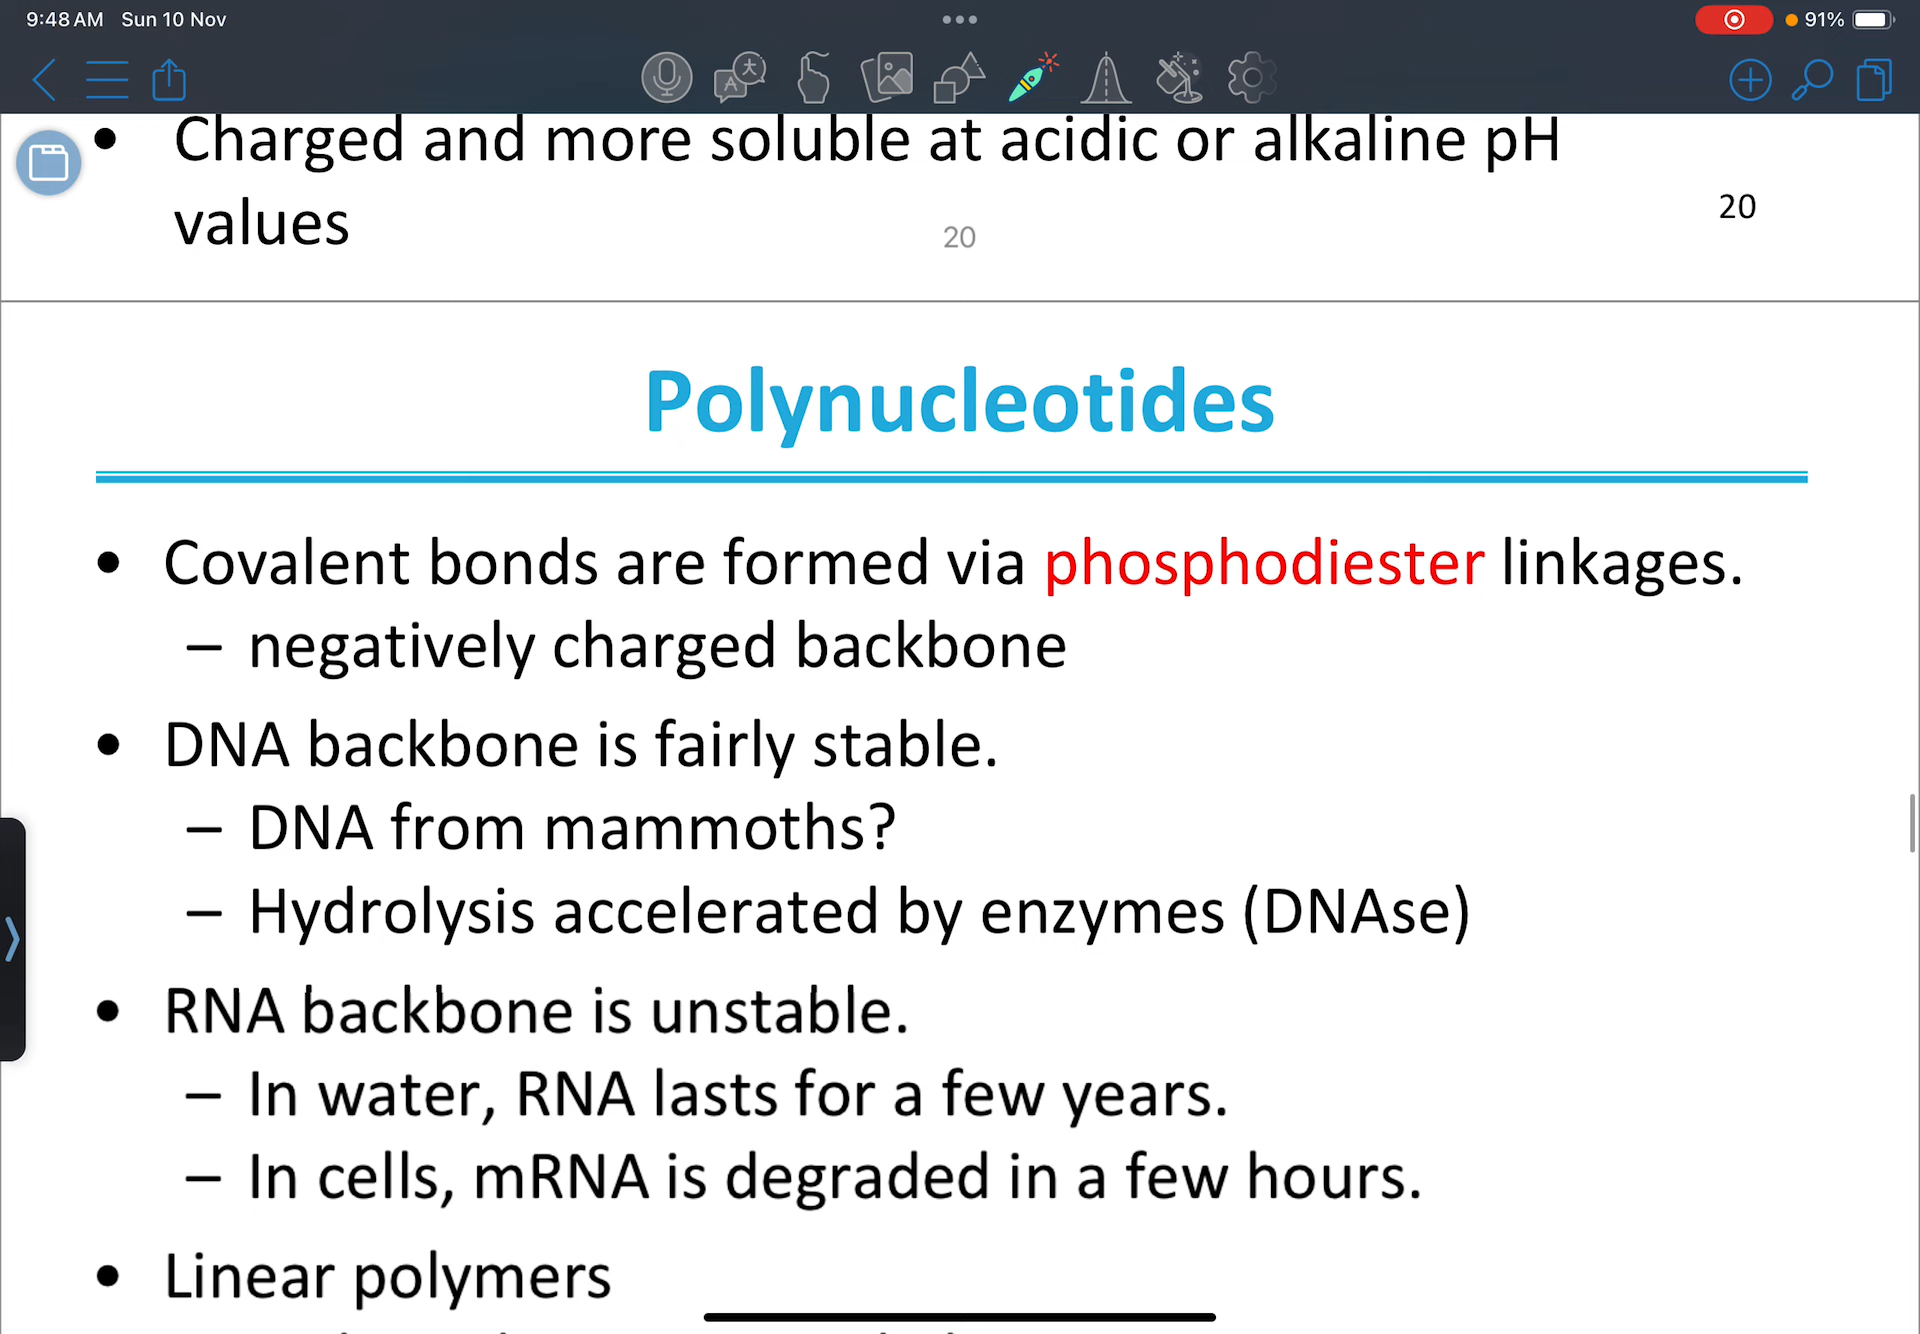 9:48 AM Sun 10 Nov
91%
• Charged and more soluble at acidic or alkaline pH
values
20
20
Polynucleotides
• Covalent bonds are formed via phosphodiester linkages.
– negatively charged backbone
• DNA backbone is fairly stable.
– DNA from mammoths?
– Hydrolysis accelerated by enzymes (DNAse)
• RNA backbone is unstable.
– In water, RNA lasts for a few years.
– In cells, mRNA is degraded in a few hours.
• Linear polymers